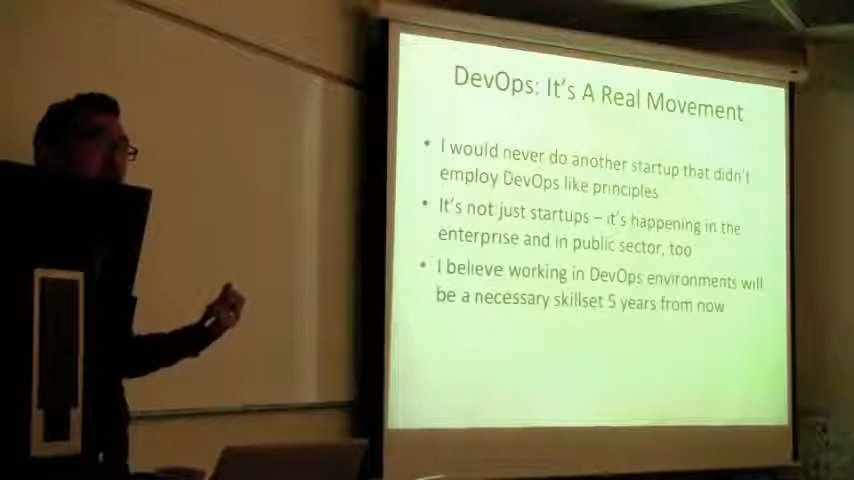 DevOps: It's A Real Movement
• I would never do another startup that didn't
employ DevOps like principles
• It's not just startups – it's happening in the
enterprise and in public sector, too
• I believe working in DevOps environments will
be a necessary skillset 5 years from now